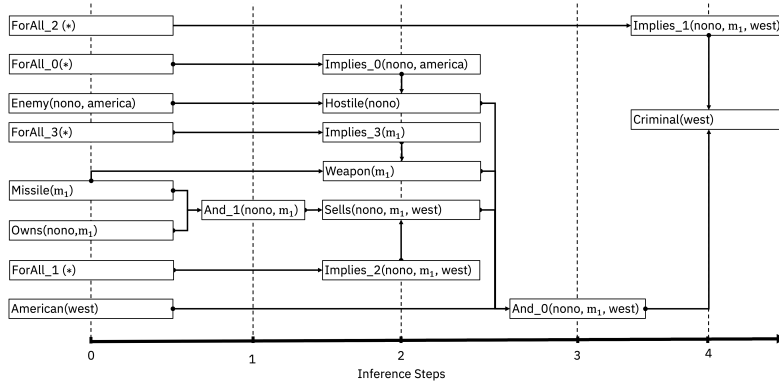 ForAll_2 (*)
Implies_1(nono, m₁, west)
ForAll_0(*)
Implies_0(nono, america)
Enemy(nono, america)
Hostile(nono)
Criminal(west)
ForAll_3(*)
Implies_3(m₁)
Weapon(m₁)
Missile(m₁)
And_1(nono, m₁)
Sells(nono, m₁, west)
Owns(nono,m₁)
ForAll_1 (*)
Implies_2(nono, m₁, west)
American(west)
And_0(nono, m₁, west)
0
1
2
3
4
Inference Steps